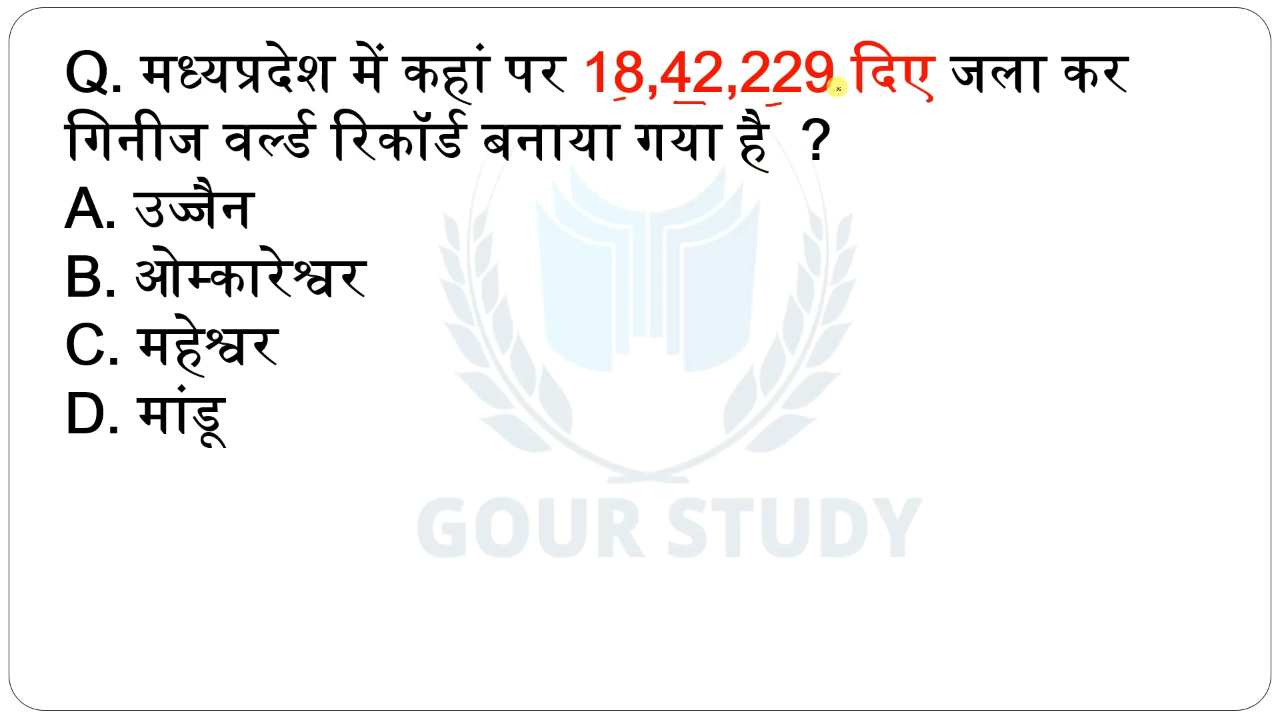 Q. मध्यप्रदेश में कहां पर 18,42,229 दिए जला कर
गिनीज वर्ल्ड रिकॉर्ड बनाया गया है ?
A. उज्जैन
B. ओम्कारेश्वर
C. महेश्वर
D. मांडू
GOUR STUDY